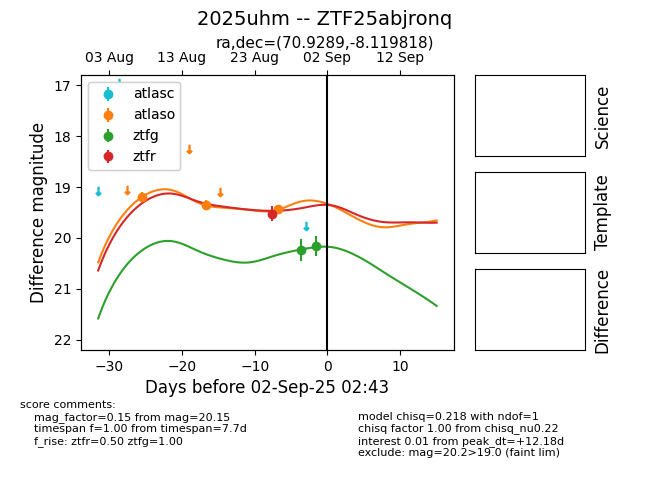 2025uhm -- ZTF25abjronq
ra,dec=(70.9289,-8.119818)
03 Aug 13 Aug 23 Aug 02 Sep 12 Sep
atlasc
atlaso
ztfg
ztfr
17
18
19
20
21
22
Difference magnitude
−30 −20 −10 0 10
Days before 02-Sep-25 02:43
Science
Template
Difference
score comments:
mag_factor=0.15 from mag=20.15
timespan f=1.00 from timespan=7.7d
f_rise: ztfr=0.50 ztfg=1.00
model chisq=0.218 with ndof=1
chisq factor 1.00 from chisq_nu0.22
interest 0.01 from peak_dt=+12.18d
exclude: mag=20.2>19.0 (faint lim)